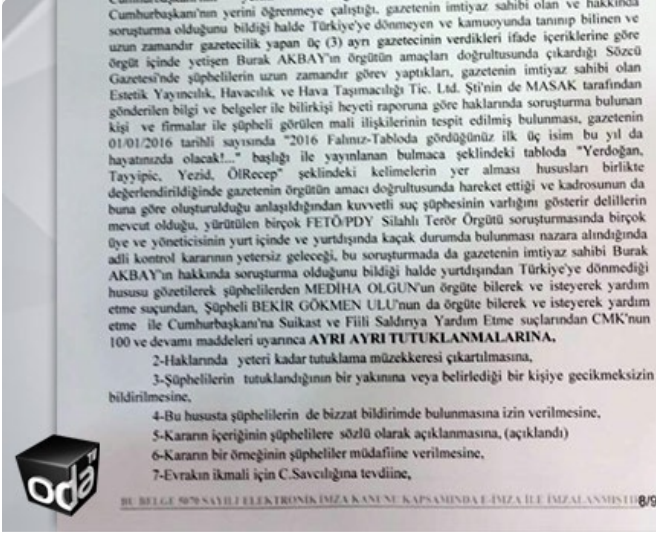 Cumhurbaşkanı'nın yerini öğrenmeye çalıştığı, gazetenin imtiyaz sahibi olan ve hakkında
soruşturma olduğunu bildiği halde Türkiye'ye dönmeyen ve kamuoyunda tanınıp bilinen ve
uzun zamandır gazetecilik yapan üç (3) ayrı gazetecinin verdikleri ifade içeriklerine göre
örgüt içinde yetişen Burak AKBAY'ın örgütün amaçları doğrultusunda çıkardığı Sözcü
Gazetesi'nde şüphelilerin uzun zamandır görev yaptıkları, gazetenin imtiyaz sahibi olan
Estetik Yayıncılık, Havacılık ve Hava Taşımacılığı Tic. Ltd. Şti'nin de MASAK tarafından
gönderilen bilgi ve belgeler ile bilirkişi heyeti raporuna göre haklarında soruşturma bulunan
kişi ve firmalar ile şüpheli görülen mali ilişkilerinin tespit edilmiş bulunması, gazetenin
01/01/2016 tarihli sayısında "2016 Falınız-Tabloda gördüğünüz ilk üç isim bu yıl da
hayatınızda olacak!..." başlığı ile yayınlanan bulmaca şeklindeki tabloda "Yerdoğan,
Tayyipic, Yezid, ÖlRecep" şeklindeki kelimelerin yer alması hususları birlikte
değerlendirildiğinde gazetenin örgütün amacı doğrultusunda hareket ettiği ve kadrosunun da
buna göre oluşturulduğu anlaşıldığından kuvvetli suç şüphesinin varlığını gösterir delillerin
mevcut olduğu, yürütülen birçok FETÖ/PDY Silahlı Terör Örgütü soruşturmasında birçok
üye ve yöneticisinin yurt içinde ve yurtdışında kaçak durumda bulunması nazara alındığında
adli kontrol kararının yetersiz geleceği, bu soruşturmada da gazetenin imtiyaz sahibi Burak
AKBAY'ın hakkında soruşturma olduğunu bildiği halde yurtdışından Türkiye'ye dönmediği
hususu gözetilerek şüphelilerden MEDİHA OLGUN'un örgüte bilerek ve isteyerek yardım
etme suçundan, Şüpheli BEKİR GÖKMEN ULU'nun da örgüte bilerek ve isteyerek yardım
etme ile Cumhurbaşkanı'na Suikast ve Fiili Saldırıya Yardım Etme suçlarından CMK'nun
100 ve devamı maddeleri uyarınca AYRI AYRI TUTUKLANMALARINA,
2-Haklarında yeteri kadar tutuklama müzekkeresi çıkartılmasına,
3-Şüphelilerin tutuklandığının bir yakınına veya belirlediği bir kişiye gecikmeksizin
bildirilmesine,
4-Bu hususta şüphelilerin de bizzat bildirimde bulunmasına izin verilmesine,
5-Kararın içeriğinin şüphelilere sözlü olarak açıklanmasına, (açıklandı)
6-Kararın bir örneğinin şüpheliler müdafiine verilmesine,
7-Evrakın ikmali için C.Savcılığına tevdiine,
BU BELGE 5070 SAYILI ELEKTRONİK İMZA KANUNU KAPSAMINDA E-İMZA İLE İMZALANMIŞTIR 8/9
oda TV